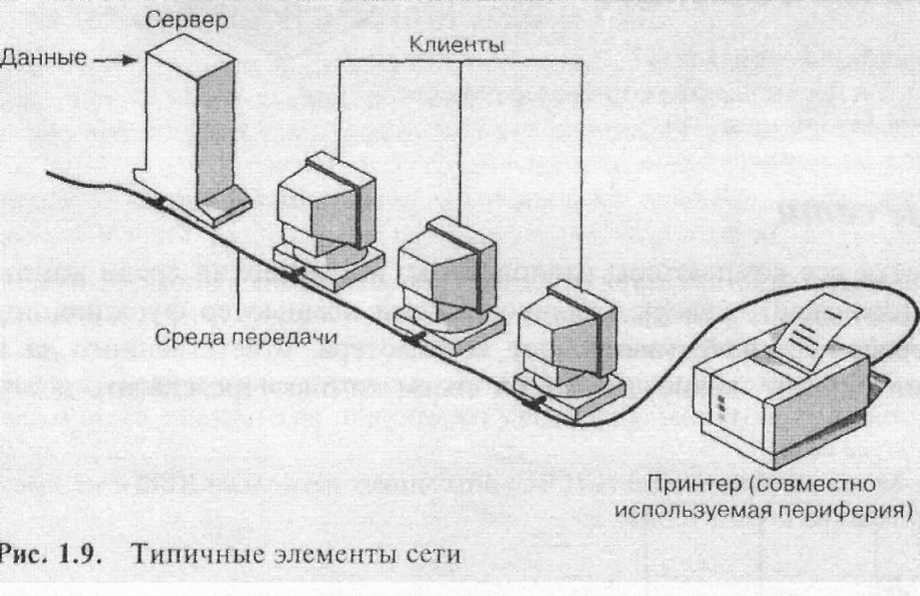 Сервер
Данные
Клиенты
Среда передачи
Принтер (совместно
используемая периферия)
Рис. 1.9. Типичные элементы сети